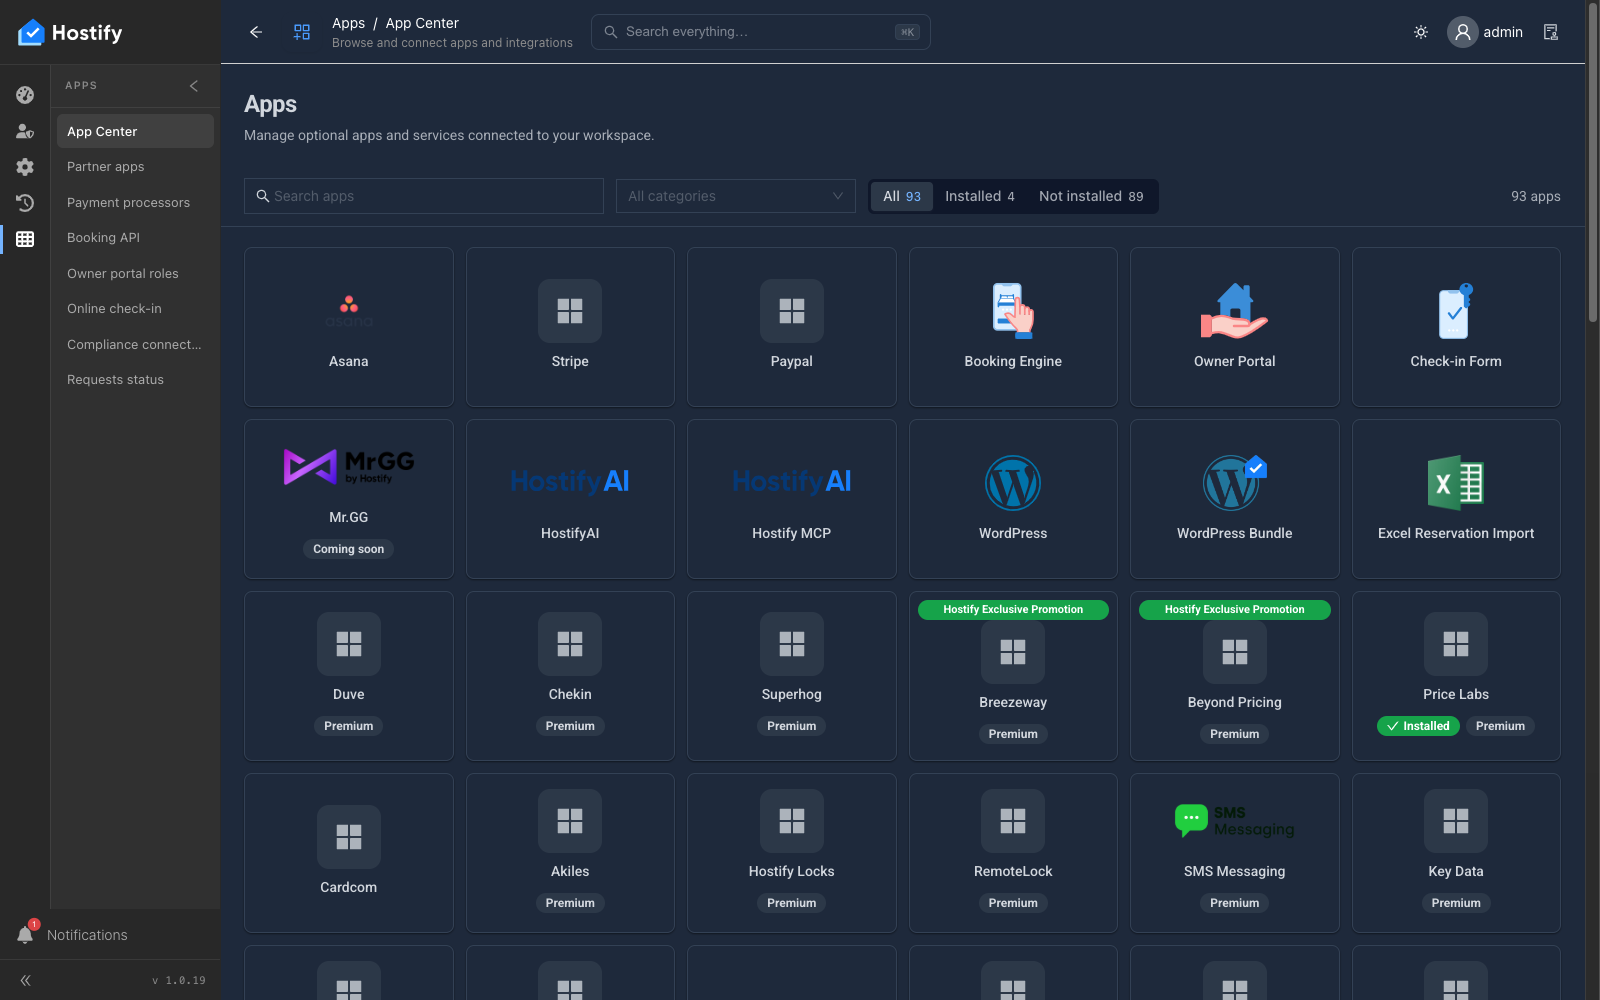 Hostify
Apps / App Center
Browse and connect apps and integrations
Search everything...
⌘K
admin
APPS
App Center
Partner apps
Payment processors
Booking API
Owner portal roles
Online check-in
Compliance connect...
Requests status
1
Notifications
v 1.0.19
Apps
Manage optional apps and services connected to your workspace.
Search apps
All categories
All 93
Installed 4
Not installed 89
93 apps
asana
Asana
Stripe
Paypal
Booking Engine
Owner Portal
Check-in Form
MrGG
by Hostify
Mr.GG
Coming soon
HostifyAI
HostifyAI
HostifyAI
Hostify MCP
WordPress
WordPress Bundle
X
Excel Reservation Import
Duve
Premium
Chekin
Premium
Superhog
Premium
Hostify Exclusive Promotion
Breezeway
Premium
Hostify Exclusive Promotion
Beyond Pricing
Premium
Price Labs
Installed
Premium
Cardcom
Akiles
Premium
Hostify Locks
Premium
RemoteLock
Premium
SMS
Messaging
SMS Messaging
Premium
Key Data
Premium